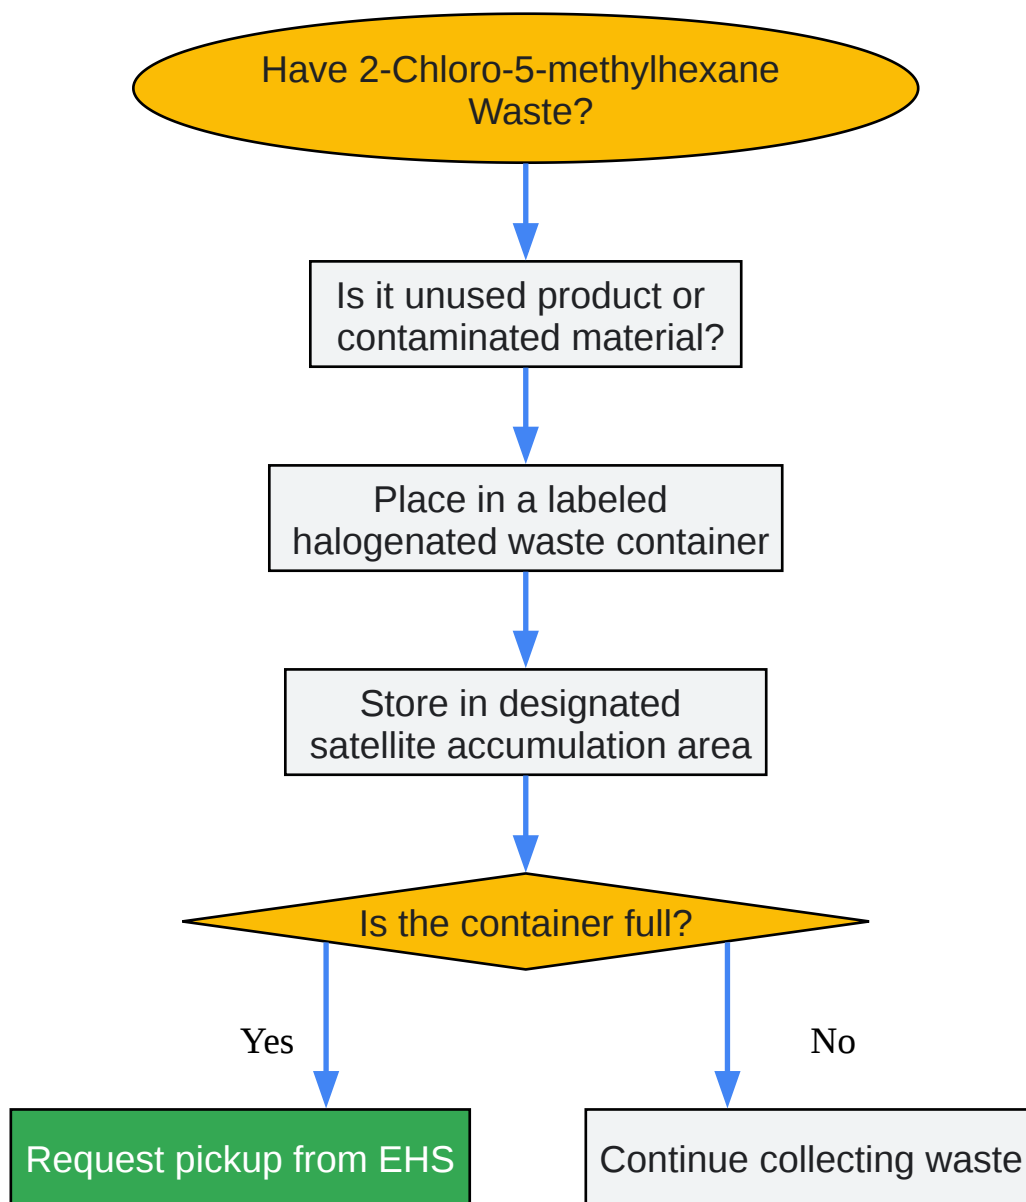 Have 2-Chloro-5-methylhexane
Waste?
Is it unused product or
contaminated material?
Place in a labeled
halogenated waste container
Store in designated
satellite accumulation area
Is the container full?
Yes
No
Request pickup from EHS
Continue collecting waste